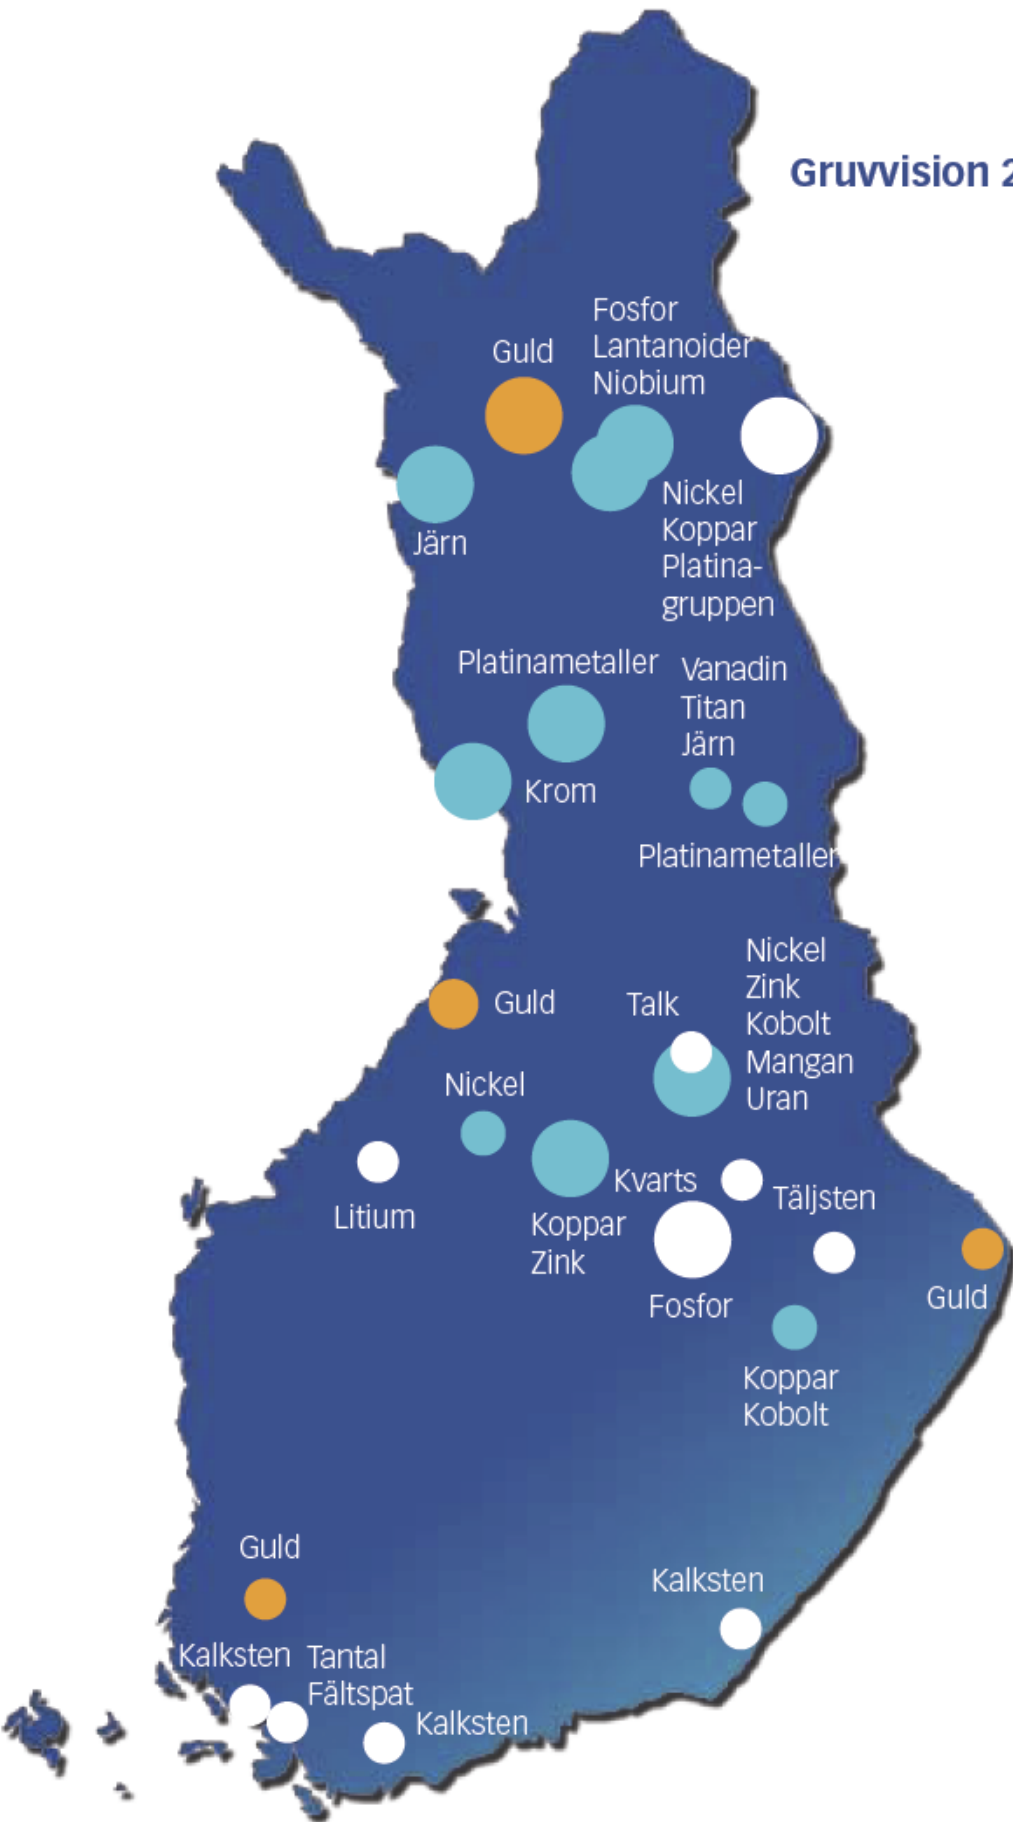 Gruvvision 2
Fosfor
Lantanoider
Niobium
Guld
Nickel
Koppar
Platina-
gruppen
Järn
Platinametaller
Vanadin
Titan
Järn
Krom
Platinametaller
Nickel
Zink
Kobolt
Mangan
Uran
Guld
Talk
Nickel
Litium
Kvarts
Täljsten
Koppar
Zink
Fosfor
Guld
Koppar
Kobolt
Guld
Kalksten
Kalksten
Tantal
Fältspat
Kalksten